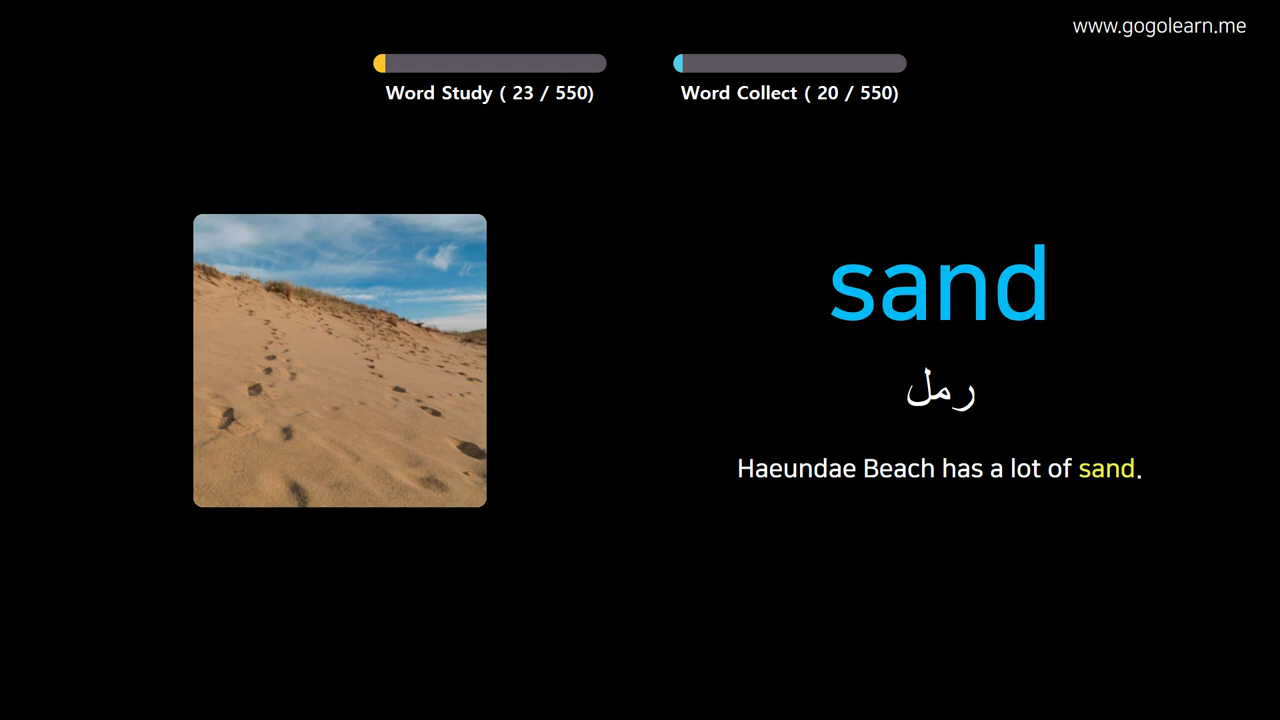 www.gogolearn.me
Word Study ( 23 / 550)
Word Collect ( 20 / 550)
sand
رمل
Haeundae Beach has a lot of sand.